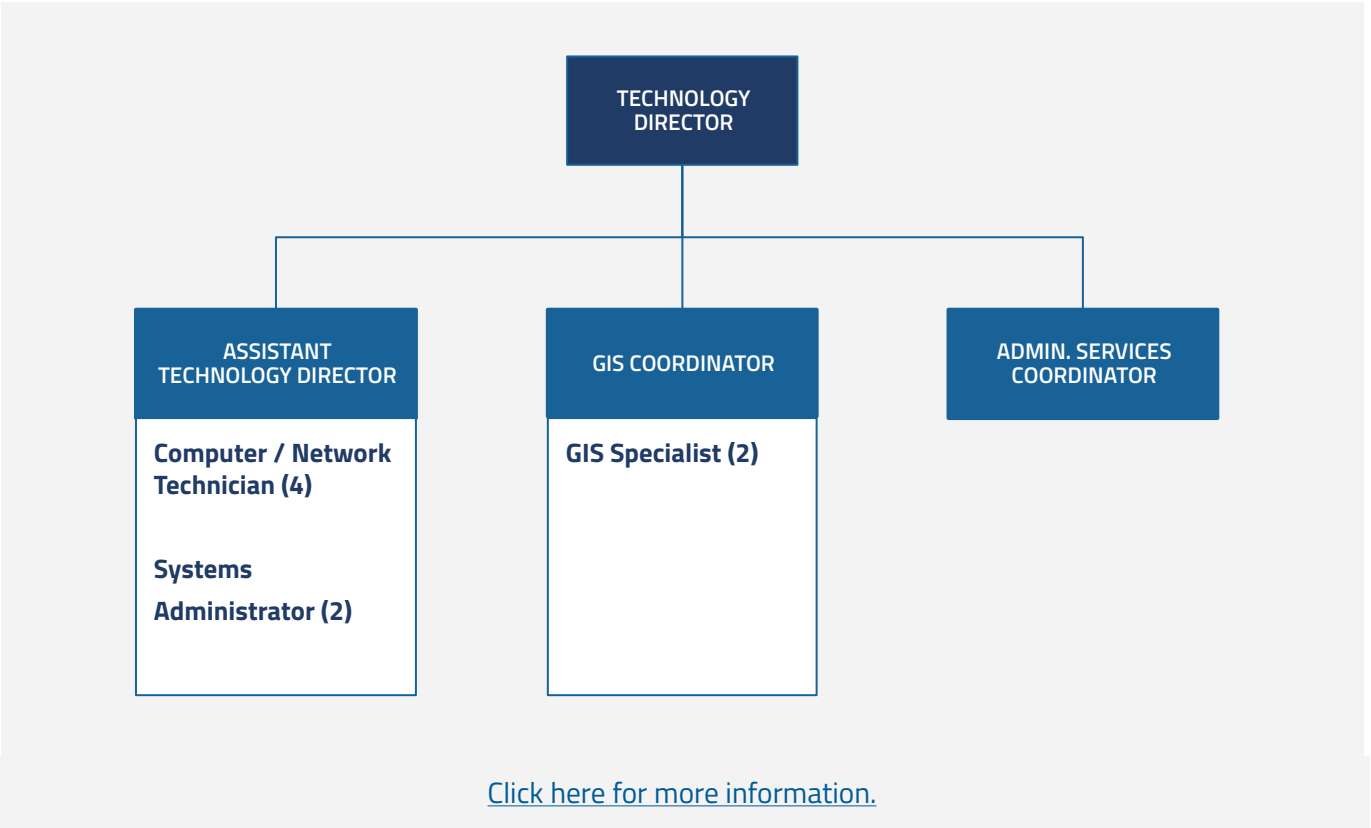 TECHNOLOGY
DIRECTOR
ASSISTANT
TECHNOLOGY DIRECTOR
Computer / Network
Technician (4)
Systems
Administrator (2)
GIS COORDINATOR
GIS Specialist (2)
ADMIN. SERVICES
COORDINATOR
Click here for more information.